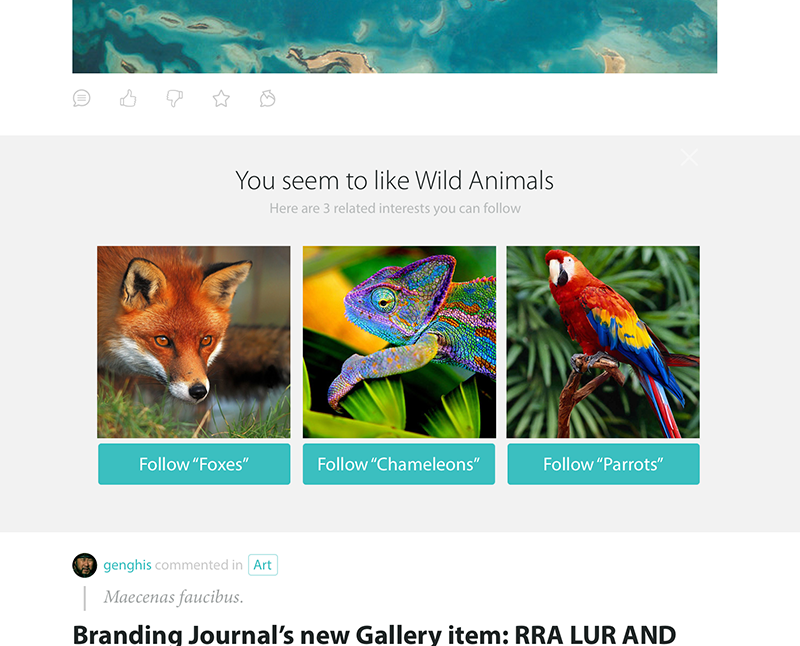 You seem to like Wild Animals
Here are 3 related interests you can follow
Follow “Foxes”
Follow “Chameleons”
Follow “Parrots”
genghis commented in Art
Maecenas faucibus.
Branding Journal’s new Gallery item: RRA LUR AND